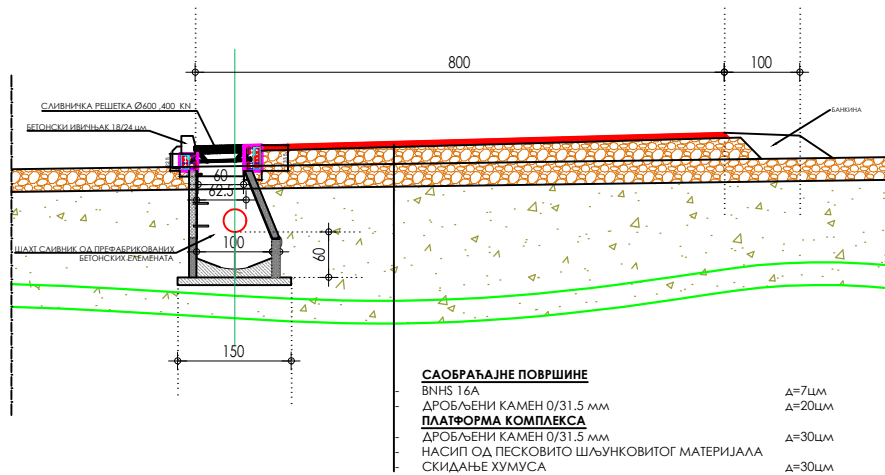 800
100
СЛИВНИЧКА РЕШЕТКА Ø600 ,400 KN
БЕТОНСКИ ИВИЧЊАК 18/24 цм
БАНКИНА
60
62.5
ШАХТ СЛИВНИК ОД ПРЕФАБРИКОВАНИХ
БЕТОНСКИХ ЕЛЕМЕНАТА
100
60
150
САОБРАЋАЈНЕ ПОВРШИНЕ
- BNHS 16A д=7цм
- ДРОБЉЕНИ КАМЕН 0/31.5 мм д=20цм
ПЛАТФОРМА КОМПЛЕКСА
- ДРОБЉЕНИ КАМЕН 0/31.5 мм д=30цм
- НАСИП ОД ПЕСКОВИТО ШЉУНКОВИТОГ МАТЕРИЈАЛА
- СКИДАЊЕ ХУМУСА д=30цм